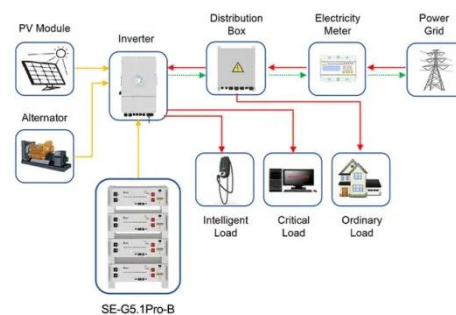 PV Module
Inverter
Distribution
Box
Electricity
Meter
Power
Grid
Alternator
Intelligent
Load
Critical
Load
Ordinary
Load
SE-G5.1Pro-B